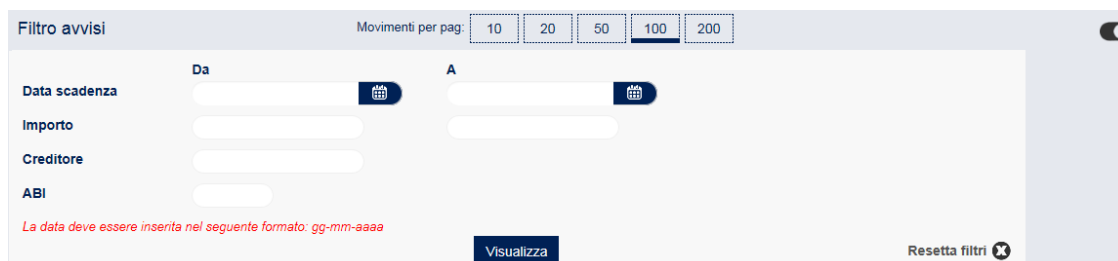 Filtro avvisi Movimenti per pag: 10 20 50 100 200
Da A
Data scadenza
Importo
Creditore
ABI
La data deve essere inserita nel seguente formato: gg-mm-aaaa
Visualizza Resetta filtri